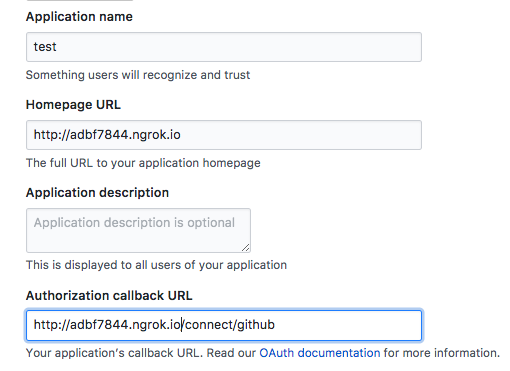 Application name
test
Something users will recognize and trust
Homepage URL
http://adbf7844.ngrok.io
The full URL to your application homepage
Application description
Application description is optional
This is displayed to all users of your application
Authorization callback URL
http://adbf7844.ngrok.io/connect/github
Your application's callback URL. Read our OAuth documentation for more information.